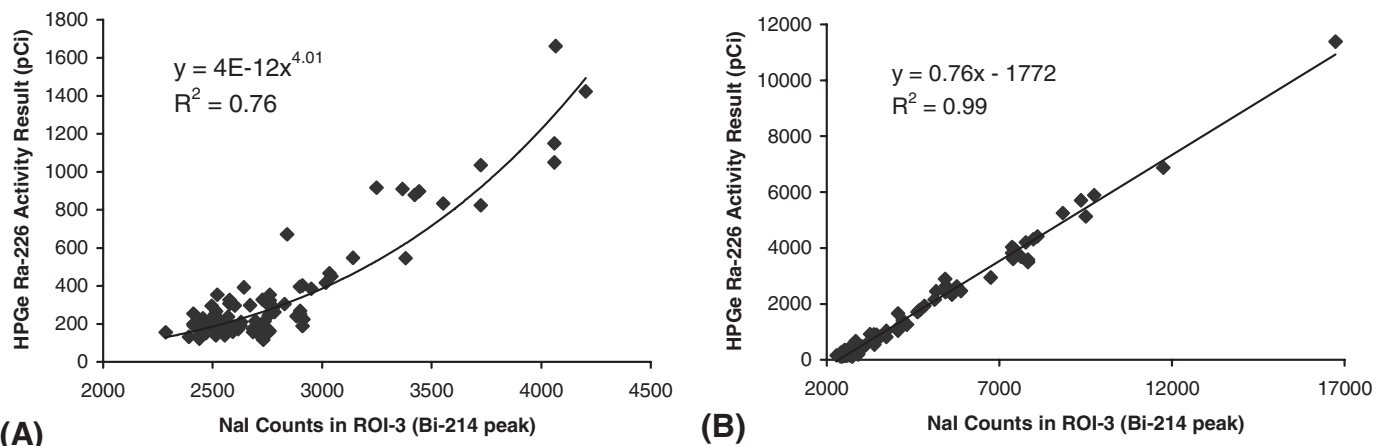 HPGe Ra-226 Activity Result (pCi)
1800
1600
1400
1200
1000
800
600
400
200
0
y = 4E-12x^4.01
R² = 0.76
2000 2500 3000 3500 4000 4500
NaI Counts in ROI-3 (Bi-214 peak)
(A)
HPGe Ra-226 Activity Result (pCi)
12000
10000
8000
6000
4000
2000
0
y = 0.76x - 1772
R² = 0.99
2000 7000 12000 17000
NaI Counts in ROI-3 (Bi-214 peak)
(B)